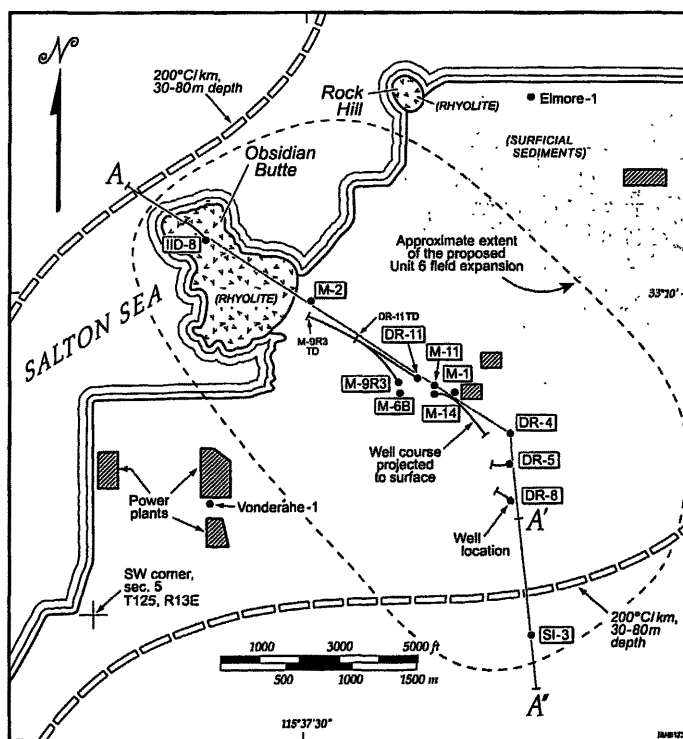 N
200°C/km,
30-80m
depth
Rock
Hill
(RHYOLITE)
Elmore-1
(SURFICIAL
SEDIMENTS)
A
Obsidian
Butte
IID-8
(RHYOLITE)
Approximate extent
of the proposed
Unit 6 field expansion
33°10'
SALTON SEA
M-2
M-9R3
TD
DR-11 TD
DR-11
M-11
M-1
M-9R3
M-6B
M-14
DR-4
Well course
projected
to surface
DR-5
DR-8
A'
Well
location
Power
plants
Vonderahe-1
SW corner,
sec. 5
T12S, R13E
200°C/km,
30-80m
depth
SI-3
1000 3000 5000 ft
500 1000 1500 m
A"
115°37'30"